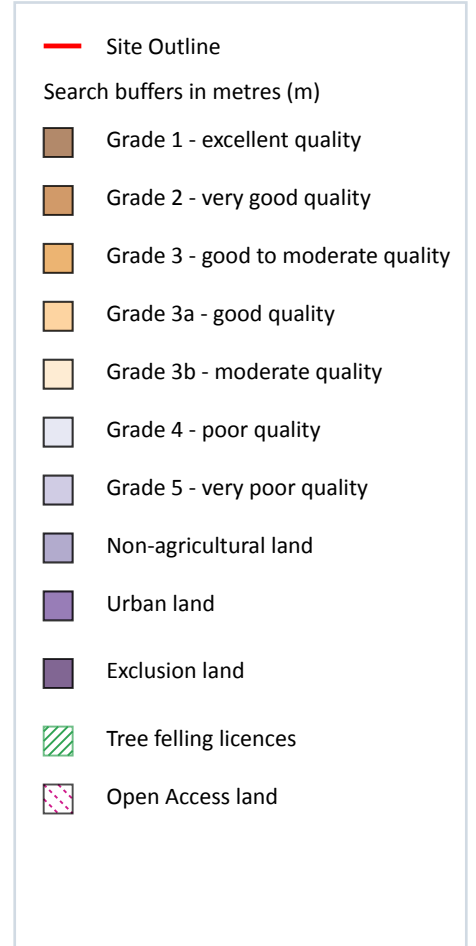 Site Outline
Search buffers in metres (m)
Grade 1 - excellent quality
Grade 2 - very good quality
Grade 3 - good to moderate quality
Grade 3a - good quality
Grade 3b - moderate quality
Grade 4 - poor quality
Grade 5 - very poor quality
Non-agricultural land
Urban land
Exclusion land
Tree felling licences
Open Access land